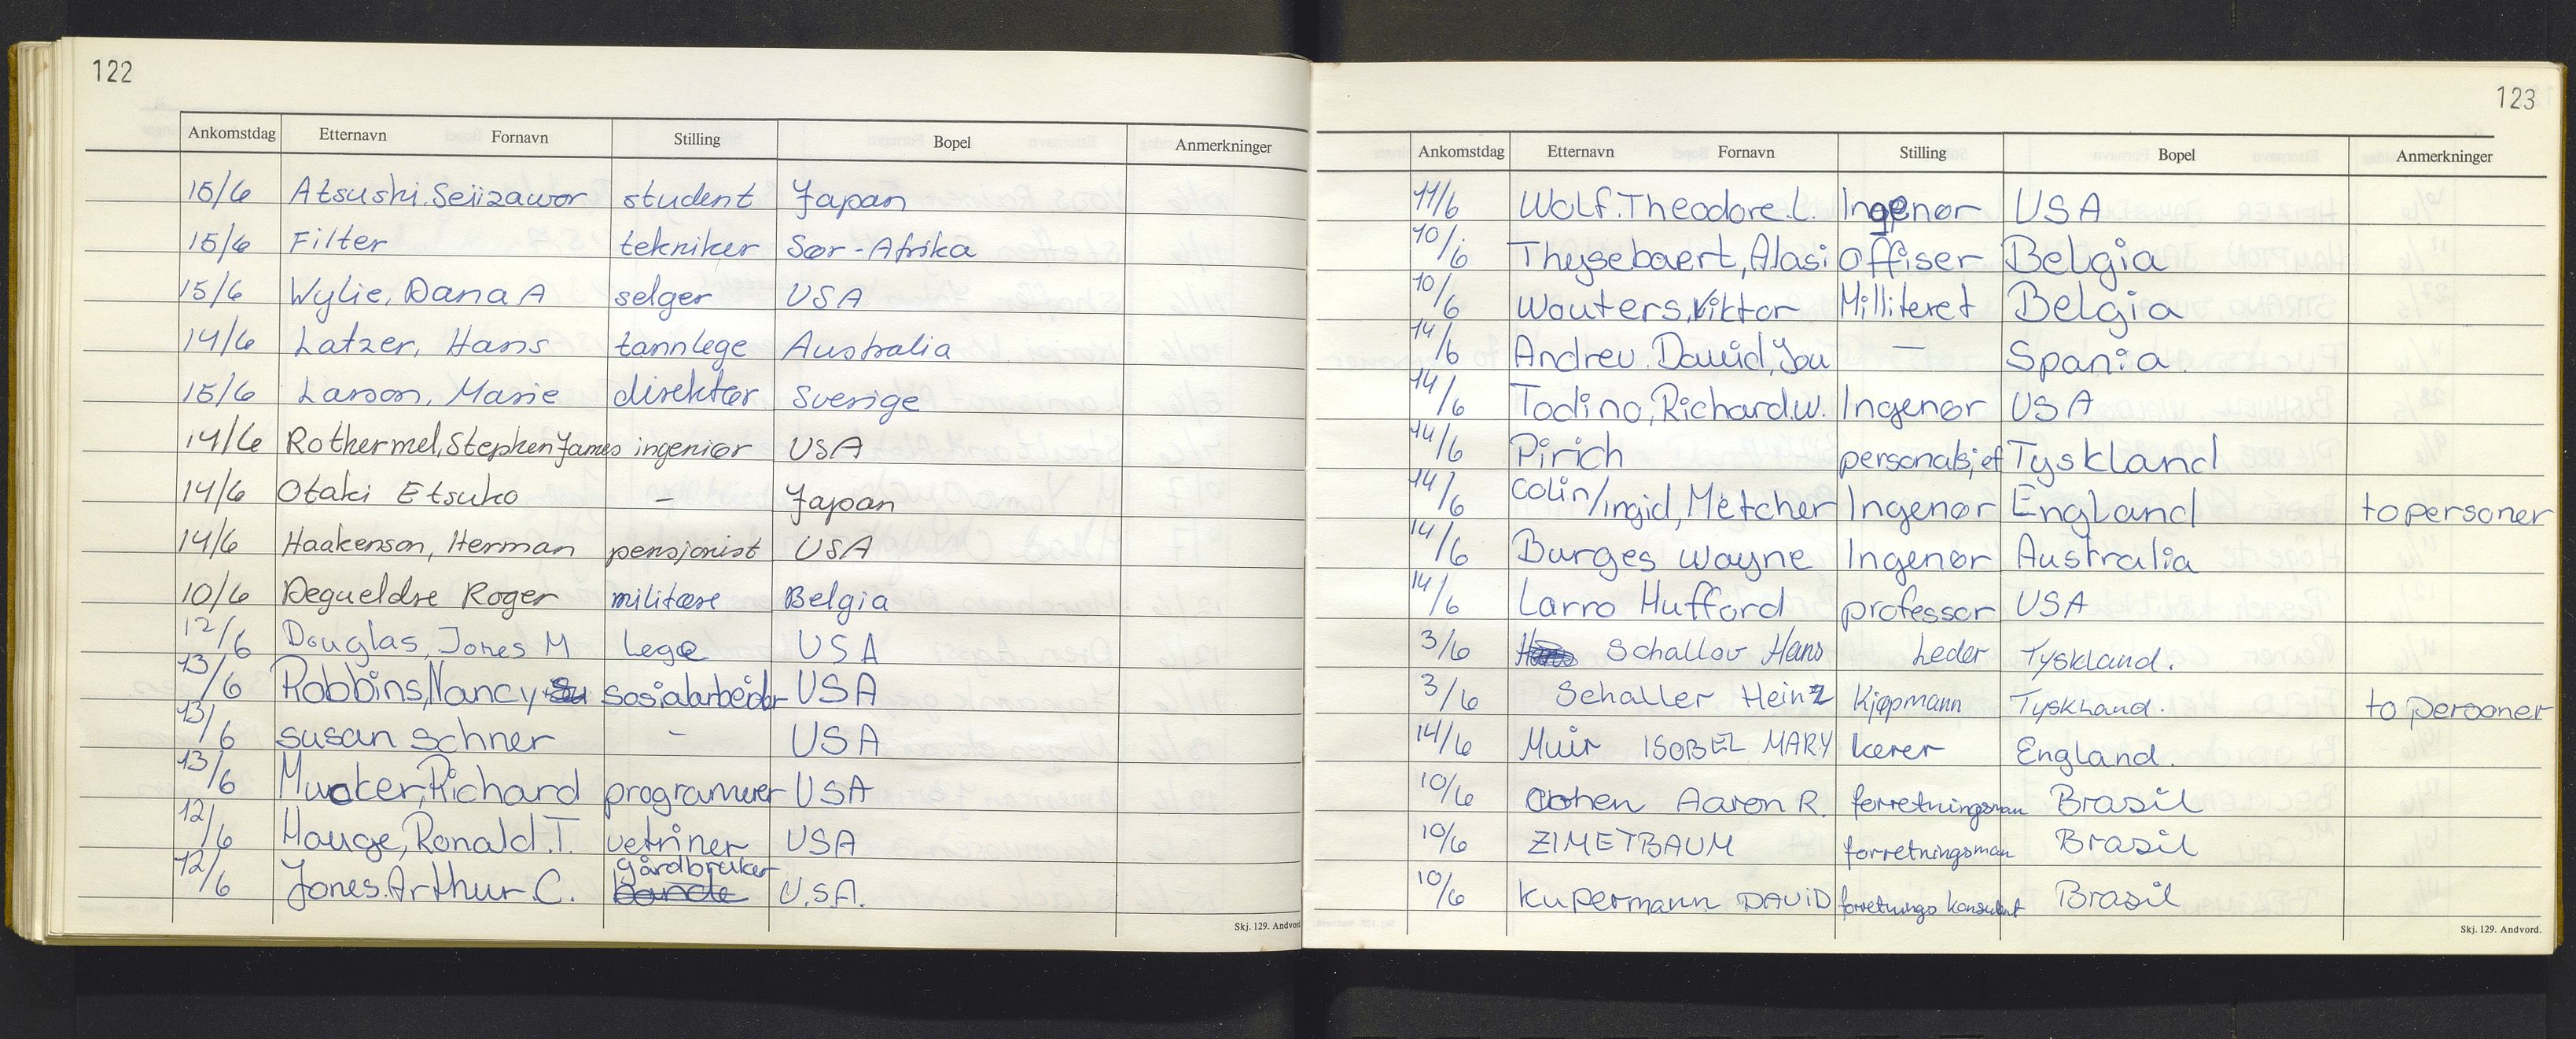 122
Ankomstdag Etternavn Fornavn Stilling Bopel Anmerkninger
15/6 Atsushi. Seiizawor student Japan
15/6 Filter tekniker Sør-Afrika
15/6 Wylie, Dana A selger USA
14/6 Latzer, Hans tannlege Australia
15/6 Larson, Marie direktør Sverige
14/6 Rothermel, Stephen James ingeniør USA
14/6 Otaki Etsuko - Japan
14/6 Haakenson, Herman pensjonist USA
10/6 Degueldre Roger militære Belgia
12/6 Douglas, Jones M lege USA
13/6 Robbins, Nancy sosialarbeider USA
13/6 susan schner - USA
13/6 Richard programerer USA
12/6 Hauge, Ronald. T. vetriner USA
12/6 Jones. Arthur. C. gårdbruker U.S.A.
Skj. 129. Andvord
123
Ankomstdag Etternavn Fornavn Stilling Bopel Anmerkninger
11/6 Wolf. Theodore. L. Ingenør USA
10/6 Thysebaert, Alasi Offiser Belgia
10/6 Wouters, Viktor Milliteret Belgia
14/6 Andreu. David, You - Spania.
14/6 Todino, Richard. W. Ingenør USA
14/6 Pirich personalsjef Tyskland
14/6 Colin/Ingid, Metcher Ingenør England to personer
14/6 Burges Wayne Ingenør Australia
14/6 Larro Hufford professor USA
3/6 Schallou Hans Leder Tyskland.
3/6 Schaller Heinz Kjøpmann Tyskland. to personer
14/6 Muir ISOBEL MARY lærer England.
10/6 Cohen Aaron R. forretningsman Brasil
10/6 ZIMETBAUM forretningsman Brasil
10/6 Kupermann DAVID forretnings konsulent Brasil
Skj. 129. Andvord.